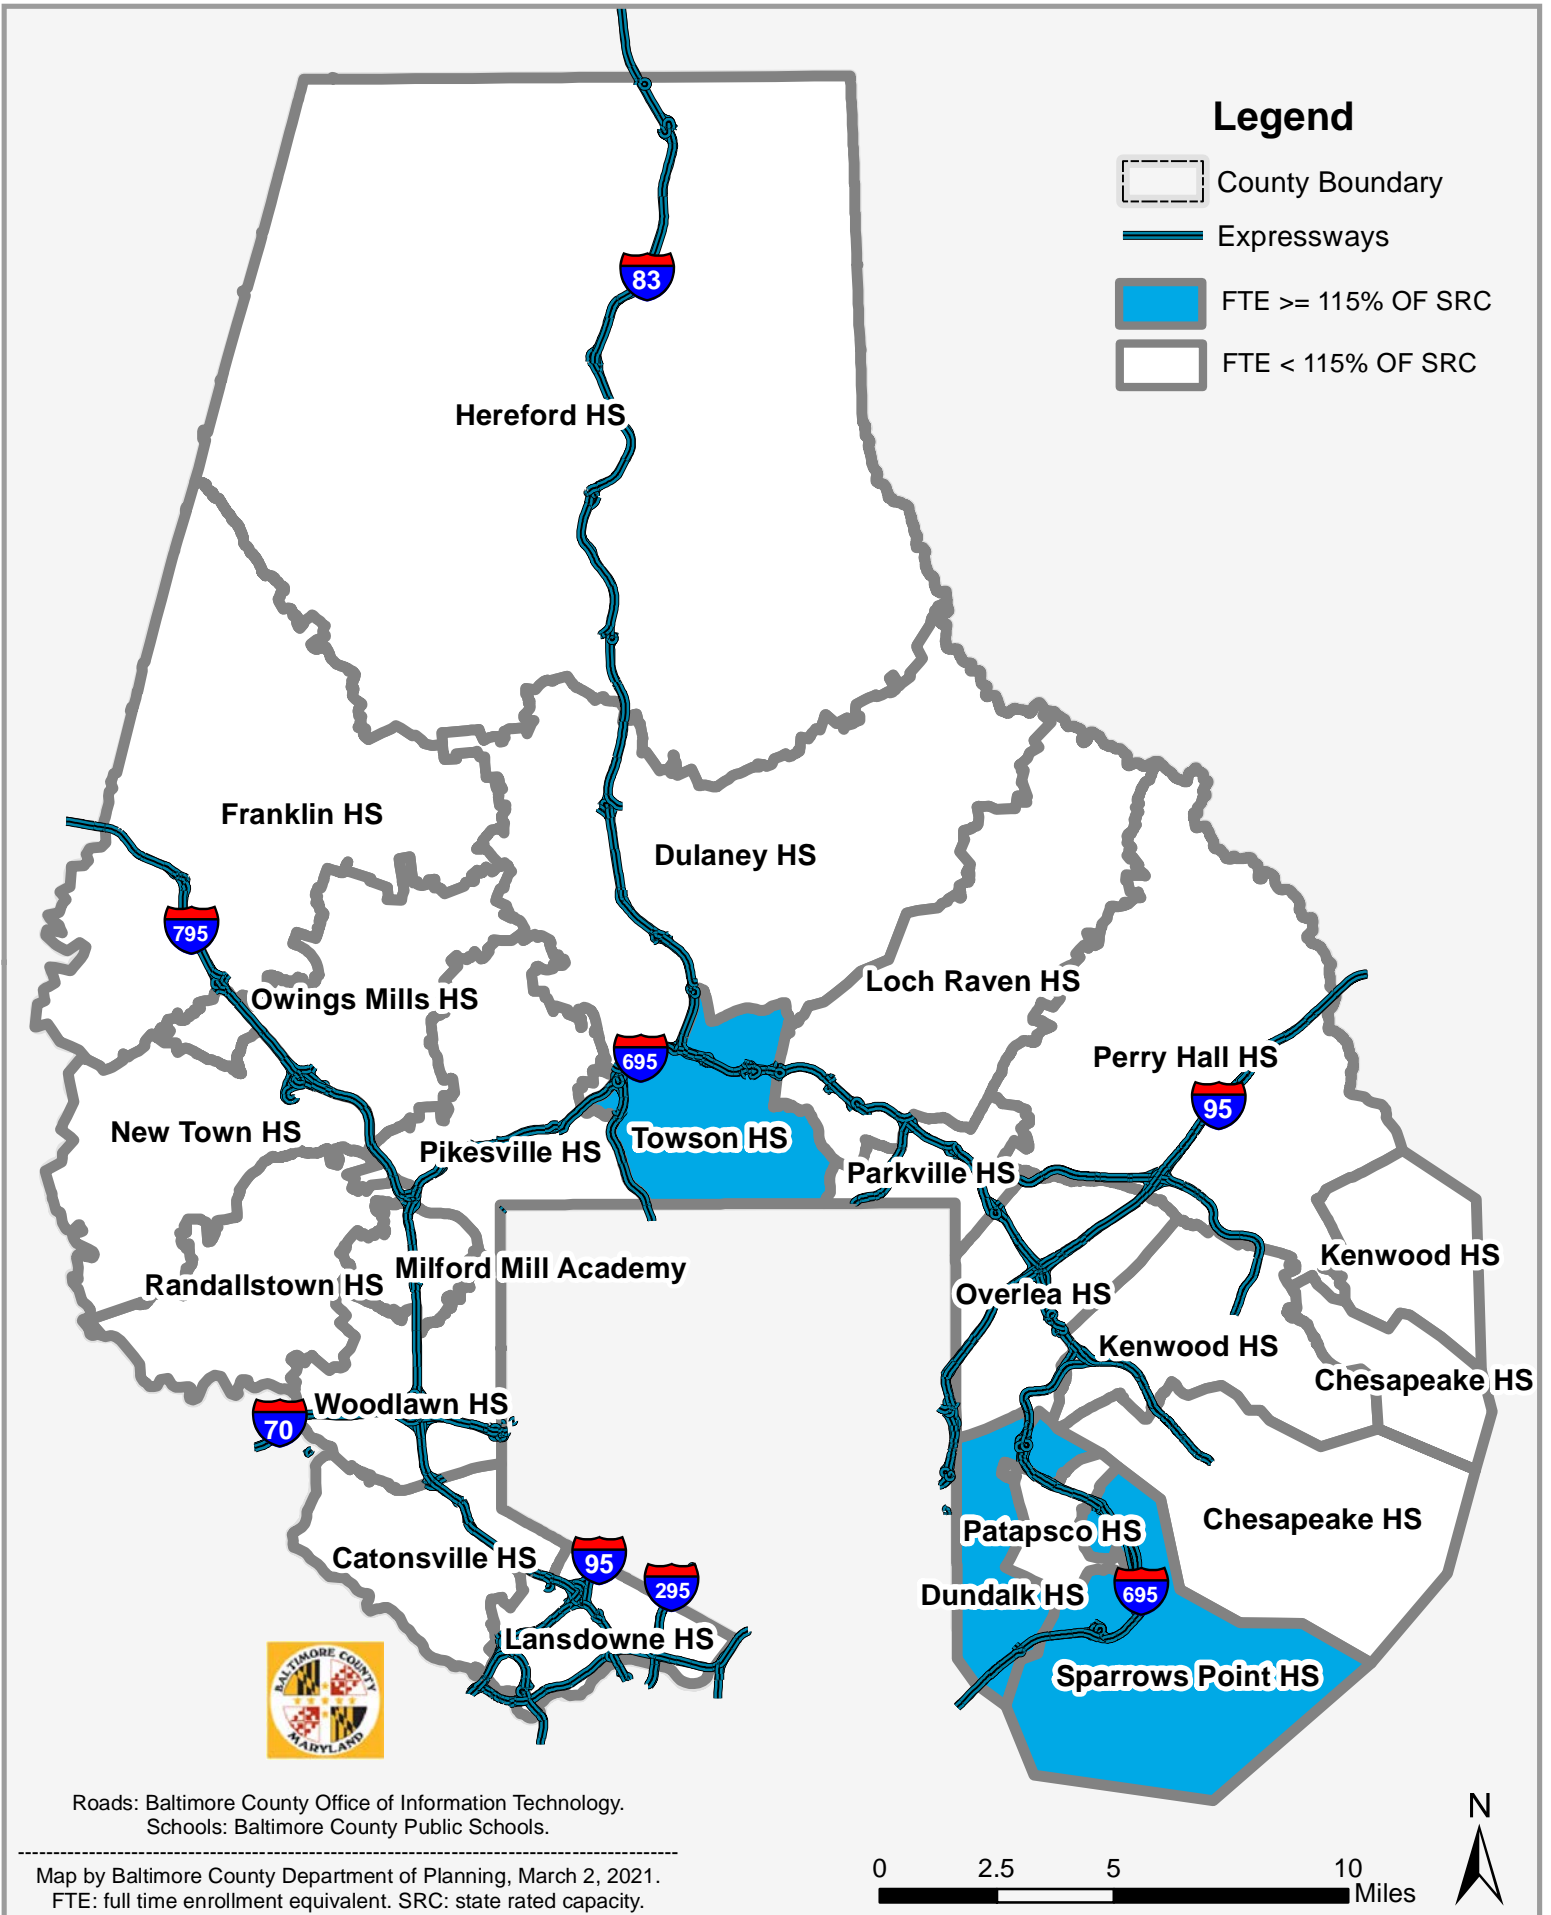 Legend
County Boundary
Expressways
FTE >= 115% OF SRC
FTE < 115% OF SRC
83
Hereford HS
Franklin HS
Dulaney HS
795
Owings Mills HS
Loch Raven HS
695
Perry Hall HS
95
New Town HS
Pikesville HS
Towson HS
Parkville HS
Kenwood HS
Milford Mill Academy
Randallstown HS
Overlea HS
Kenwood HS
Chesapeake HS
Woodlawn HS
70
Chesapeake HS
Patapsco HS
Catonsville HS
95
295
Dundalk HS
695
Lansdowne HS
Sparrows Point HS
BALTIMORE COUNTY
MARYLAND
Roads: Baltimore County Office of Information Technology.
Schools: Baltimore County Public Schools.
--------------------------------------------------------------------------------------------
Map by Baltimore County Department of Planning, March 2, 2021.
FTE: full time enrollment equivalent. SRC: state rated capacity.
0 2.5 5 10
Miles
N